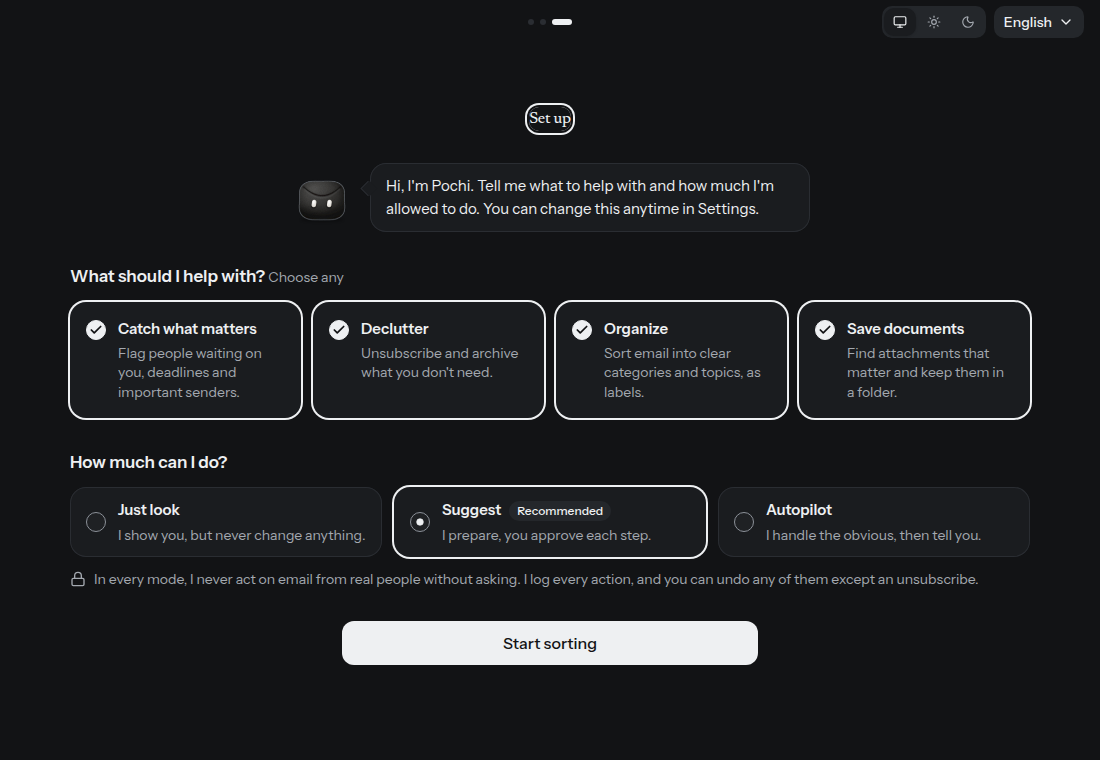 English
Set up
Hi, I'm Pochi. Tell me what to help with and how much I'm
allowed to do. You can change this anytime in Settings.
What should I help with? Choose any
Catch what matters
Flag people waiting on
you, deadlines and
important senders.
Declutter
Unsubscribe and archive
what you don't need.
Organize
Sort email into clear
categories and topics, as
labels.
Save documents
Find attachments that
matter and keep them in
a folder.
How much can I do?
Just look
I show you, but never change anything.
Suggest Recommended
I prepare, you approve each step.
Autopilot
I handle the obvious, then tell you.
In every mode, I never act on email from real people without asking. I log every action, and you can undo any of them except an unsubscribe.
Start sorting